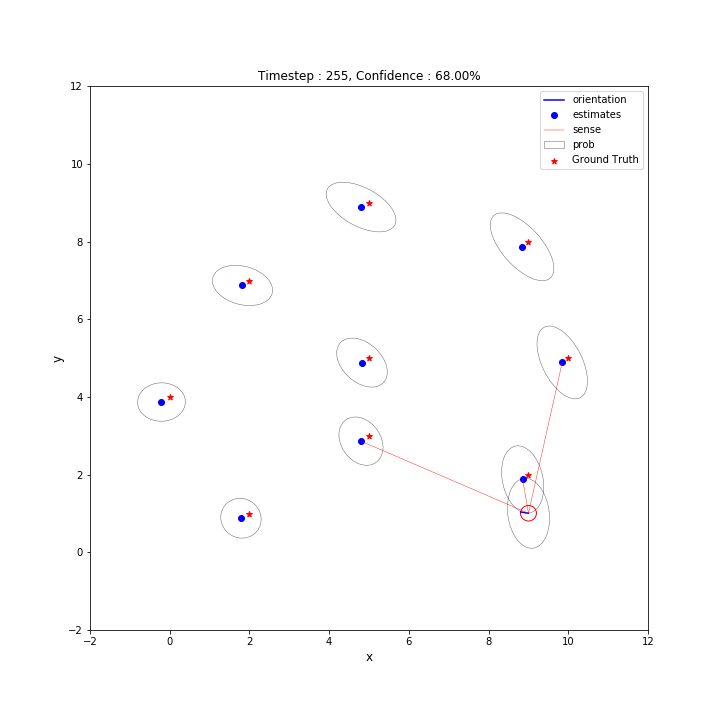 Timestep : 255, Confidence : 68.00%
orientation
estimates
sense
prob
Ground Truth
12
10
8
6
4
2
0
−2
y
−2 0 2 4 6 8 10 12
x